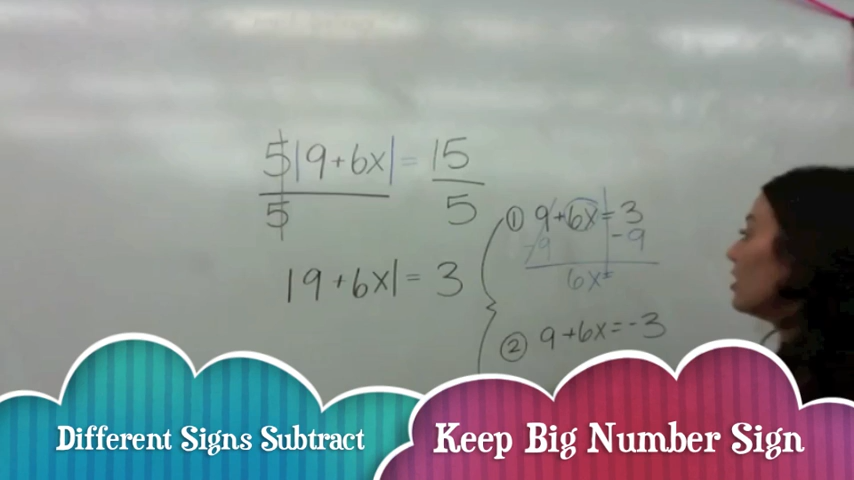 5|9+6x| = 15
5 5
|9+6x| = 3
① 9+6x=3
-9 -9
6x=
② 9+6x=-3
Different Signs Subtract
Keep Big Number Sign